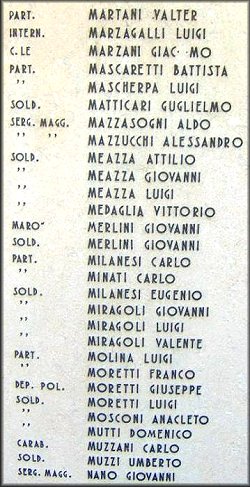 PART. MARTANI VALTER
INTERN. MARZAGALLI LUIGI
C.LE MARZANI GIAC MO
PART. MASCARETTI BATTISTA
,, MASCHERPA LUIGI
SOLD. MATTICARI GUGLIELMO
SERG. MAGG. MAZZASOGNI ALDO
,, ,, MAZZUCCHI ALESSANDRO
SOLD. MEAZZA ATTILIO
,, MEAZZA GIOVANNI
,, MEAZZA LUIGI
,, MEDAGLIA VITTORIO
MARO" MERLINI GIOVANNI
SOLD. MERLINI GIOVANNI
PART. MILANESI CARLO
,, MINATI CARLO
SOLD. MILANESI EUGENIO
,, MIRAGOLI GIOVANNI
,, MIRAGOLI LUIGI
,, MIRAGOLI VALENTE
PART. MOLINA LUIGI
,, MORETTI FRANCO
DEP. POL. MORETTI GIUSEPPE
SOLD. MORETTI LUIGI
,, MOSCONI ANACLETO
,, MUTTI DOMENICO
CARAB. MUZZANI CARLO
SOLD. MUZZI UMBERTO
SERG. MAGG. NANO GIOVANNI